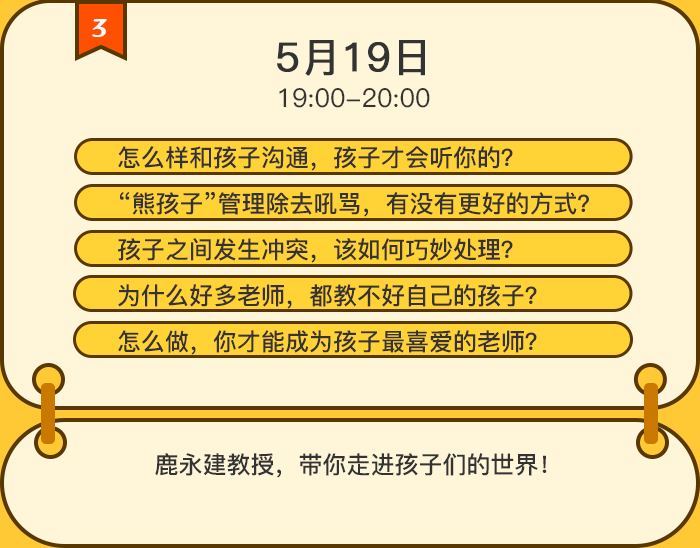 3
5月19日
19:00-20:00
怎么样和孩子沟通，孩子才会听你的？
“熊孩子”管理除去吼骂，有没有更好的方式？
孩子之间发生冲突，该如何巧妙处理？
为什么好多老师，都教不好自己的孩子？
怎么做，你才能成为孩子最喜爱的老师？
鹿永建教授，带你走进孩子们的世界！